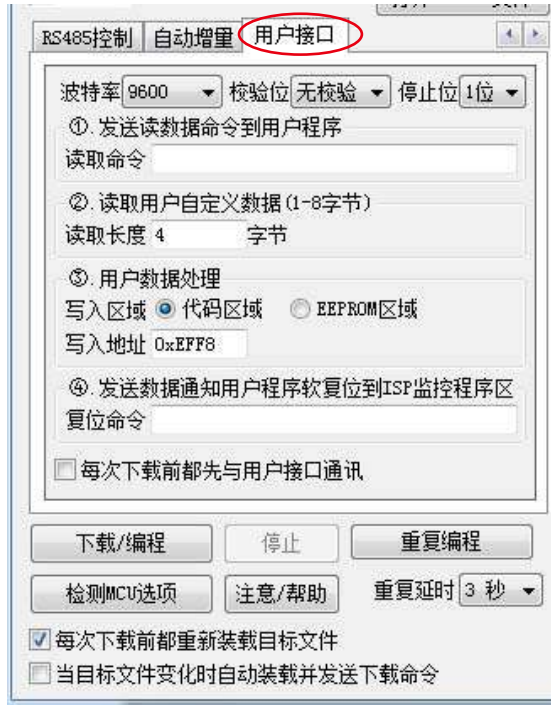 RS485控制 自动增量 用户接口
波特率 9600 校验位 无校验 停止位 1位
①. 发送读数据命令到用户程序
读取命令
②. 读取用户自定义数据(1-8字节)
读取长度 4 字节
③. 用户数据处理
写入区域 代码区域 EEPROM区域
写入地址 0xEFF8
④. 发送数据通知用户程序软复位到ISP监控程序区
复位命令
每次下载前都先与用户接口通讯
下载/编程 停止 重复编程
检测MCU选项 注意/帮助 重复延时 3 秒
每次下载前都重新装载目标文件
当目标文件变化时自动装载并发送下载命令